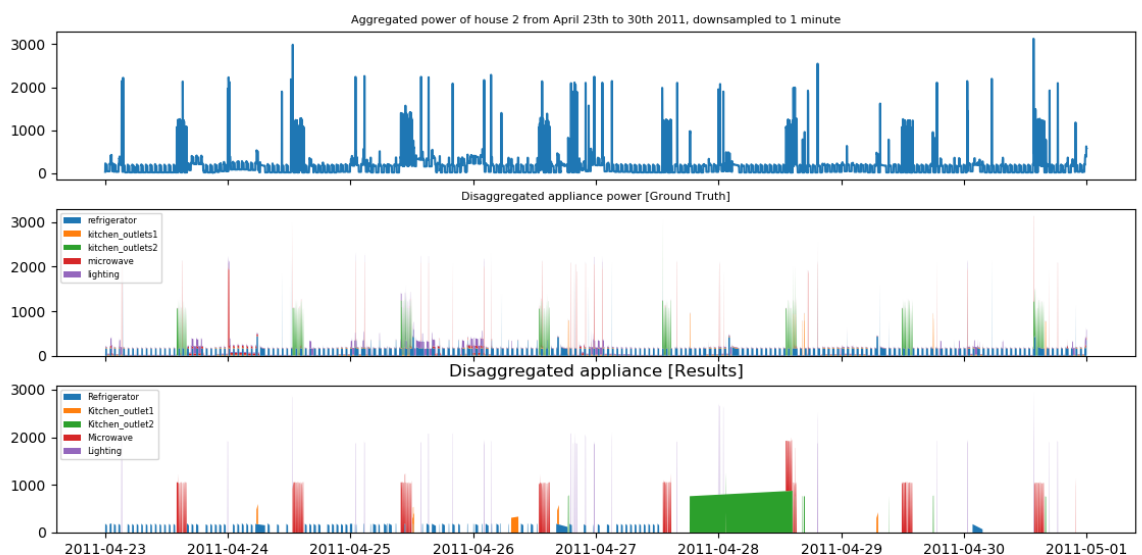 Aggregated power of house 2 from April 23th to 30th 2011, downsampled to 1 minute
3000
2000
1000
0
Disaggregated appliance power [Ground Truth]
3000
2000
1000
0
refrigerator
kitchen_outlets1
kitchen_outlets2
microwave
lighting
Disaggregated appliance [Results]
3000
2000
1000
0
Refrigerator
Kitchen_outlet1
Kitchen_outlet2
Microwave
Lighting
2011-04-23 2011-04-24 2011-04-25 2011-04-26 2011-04-27 2011-04-28 2011-04-29 2011-04-30 2011-05-01